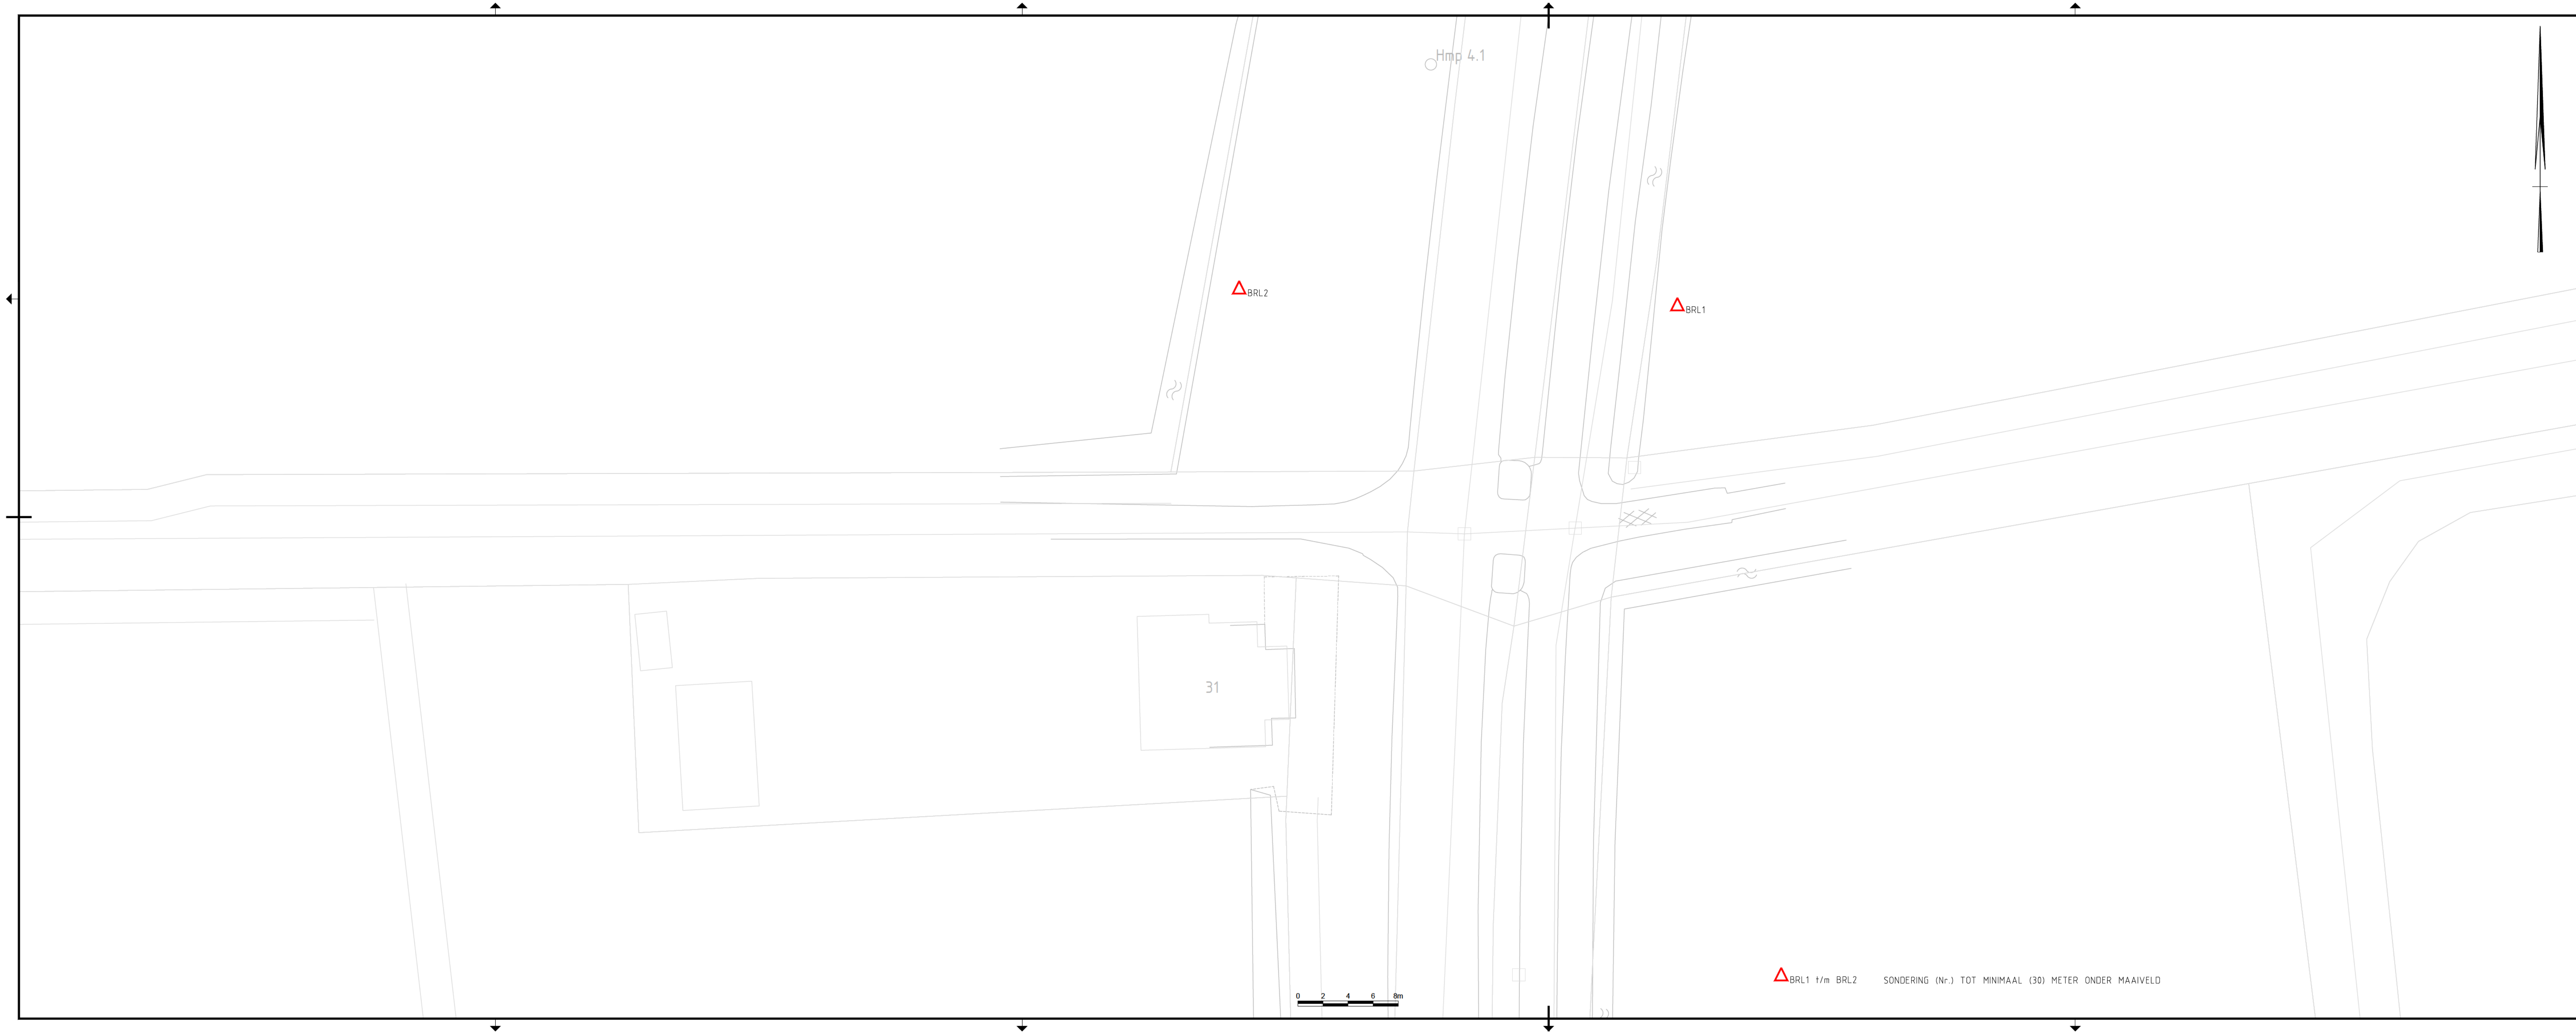 Hmp 4.1
BRL2
BRL1
31
0 2 4 6 8m
BRL1 t/m BRL2 SONDERING (Nr.) TOT MINIMAAL (30) METER ONDER MAAIVELD